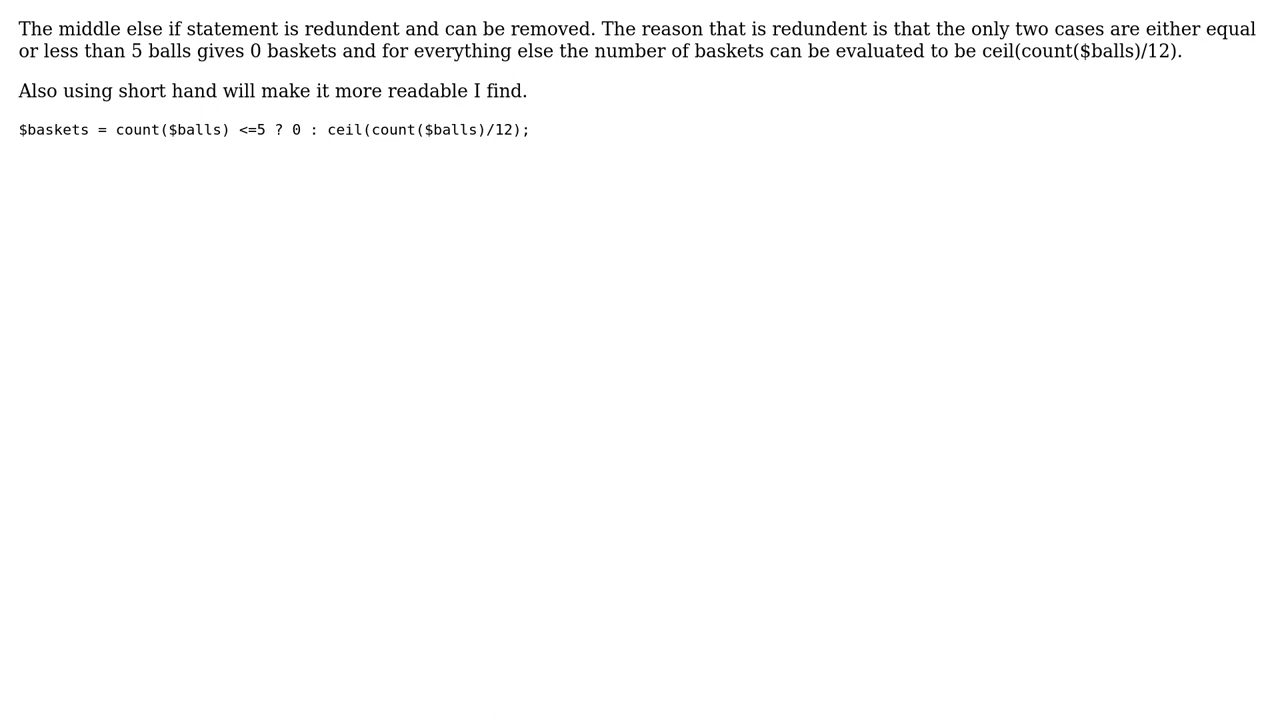 The middle else if statement is redundent and can be removed. The reason that is redundent is that the only two cases are either equal
or less than 5 balls gives 0 baskets and for everything else the number of baskets can be evaluated to be ceil(count($balls)/12).
Also using short hand will make it more readable I find.
$baskets = count($balls) <=5 ? 0 : ceil(count($balls)/12);